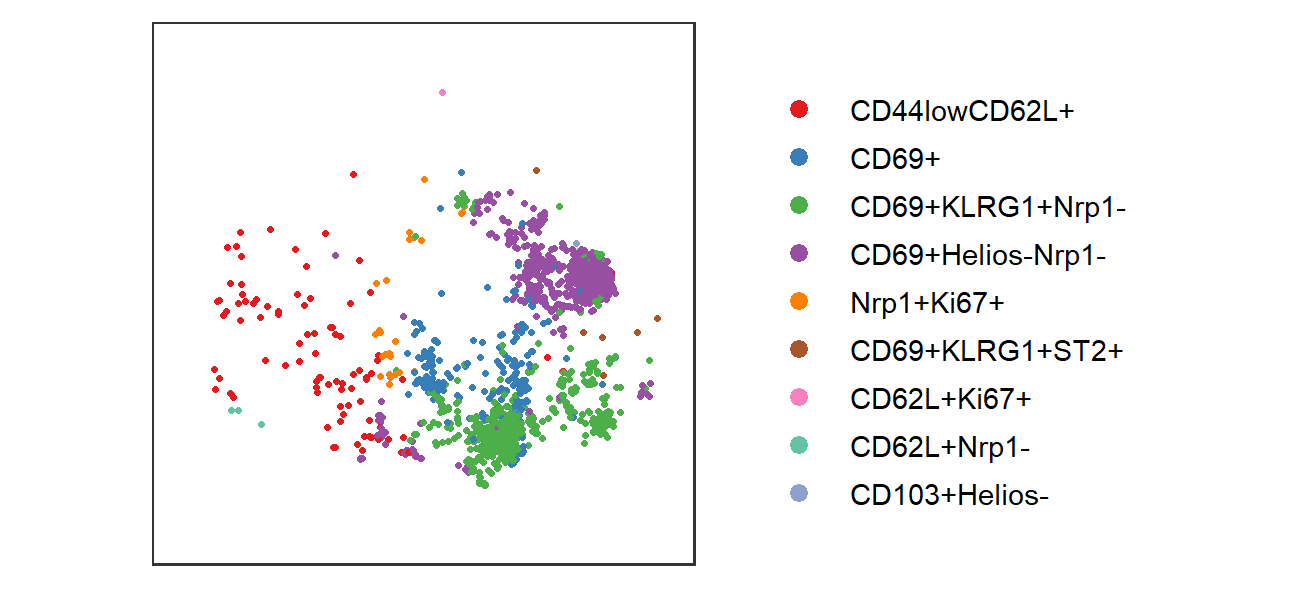 CD44lowCD62L+
CD69+
CD69+KLRG1+Nrp1-
CD69+Helios-Nrp1-
Nrp1+Ki67+
CD69+KLRG1+ST2+
CD62L+Ki67+
CD62L+Nrp1-
CD103+Helios-